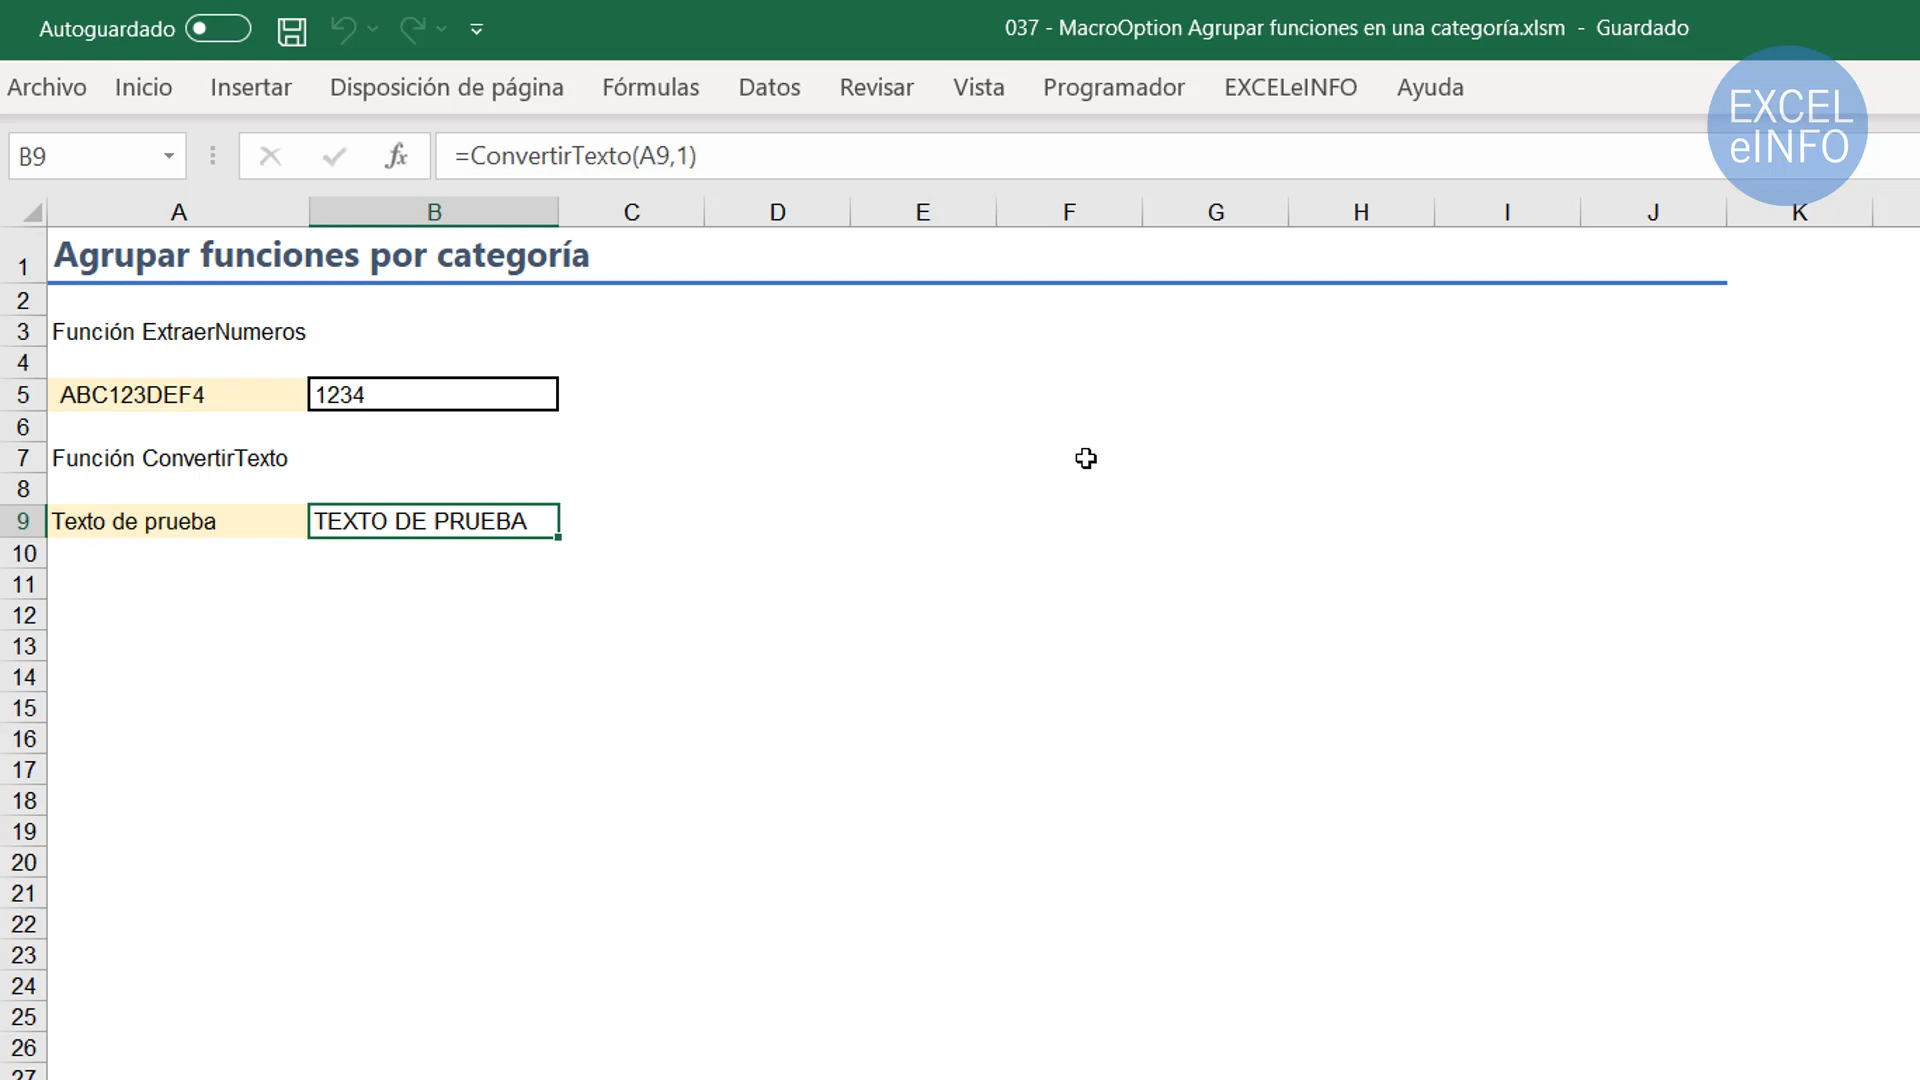 Autoguardado
037 - MacroOption Agrupar funciones en una categoría.xlsm - Guardado
Archivo Inicio Insertar Disposición de página Fórmulas Datos Revisar Vista Programador EXCELeINFO Ayuda
EXCEL
eINFO
B9 fx =ConvertirTexto(A9,1)
A B C D E F G H I J K
1 Agrupar funciones por categoría
2
3 Función ExtraerNumeros
4
5 ABC123DEF4 1234
6
7 Función ConvertirTexto
8
9 Texto de prueba TEXTO DE PRUEBA
10
11
12
13
14
15
16
17
18
19
20
21
22
23
24
25
26
27